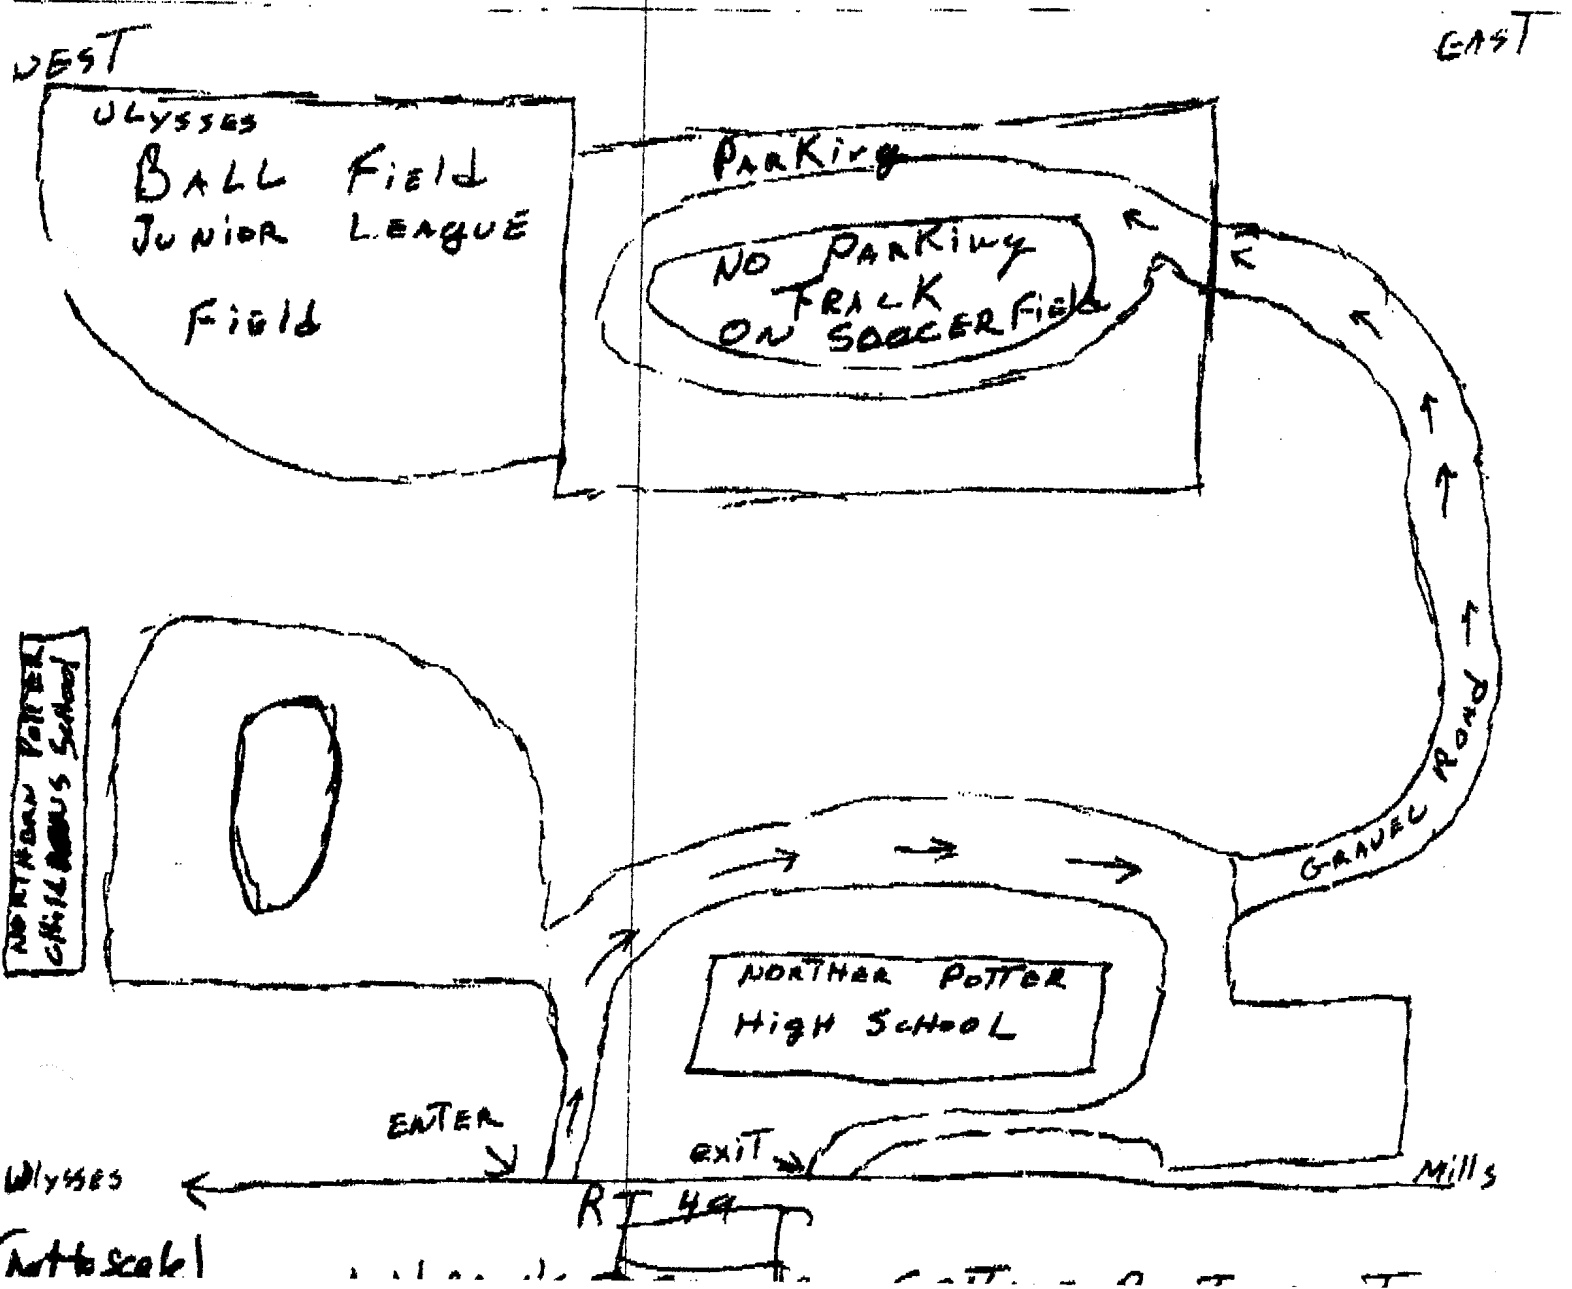 WEST
EAST
ULYSSES
BALL Field
JUNiOR LEAgUE
Field
PARKing
NO PARKiNg
TRACK
ON SOOCER Field
NORTHERN POTTER
CHiLdRENS ScHool
GRAVEL ROAd
NORTHER POTTER
HigH ScHooL
ENTER
exiT
Ulysses
Mills
RT 49
not to scale